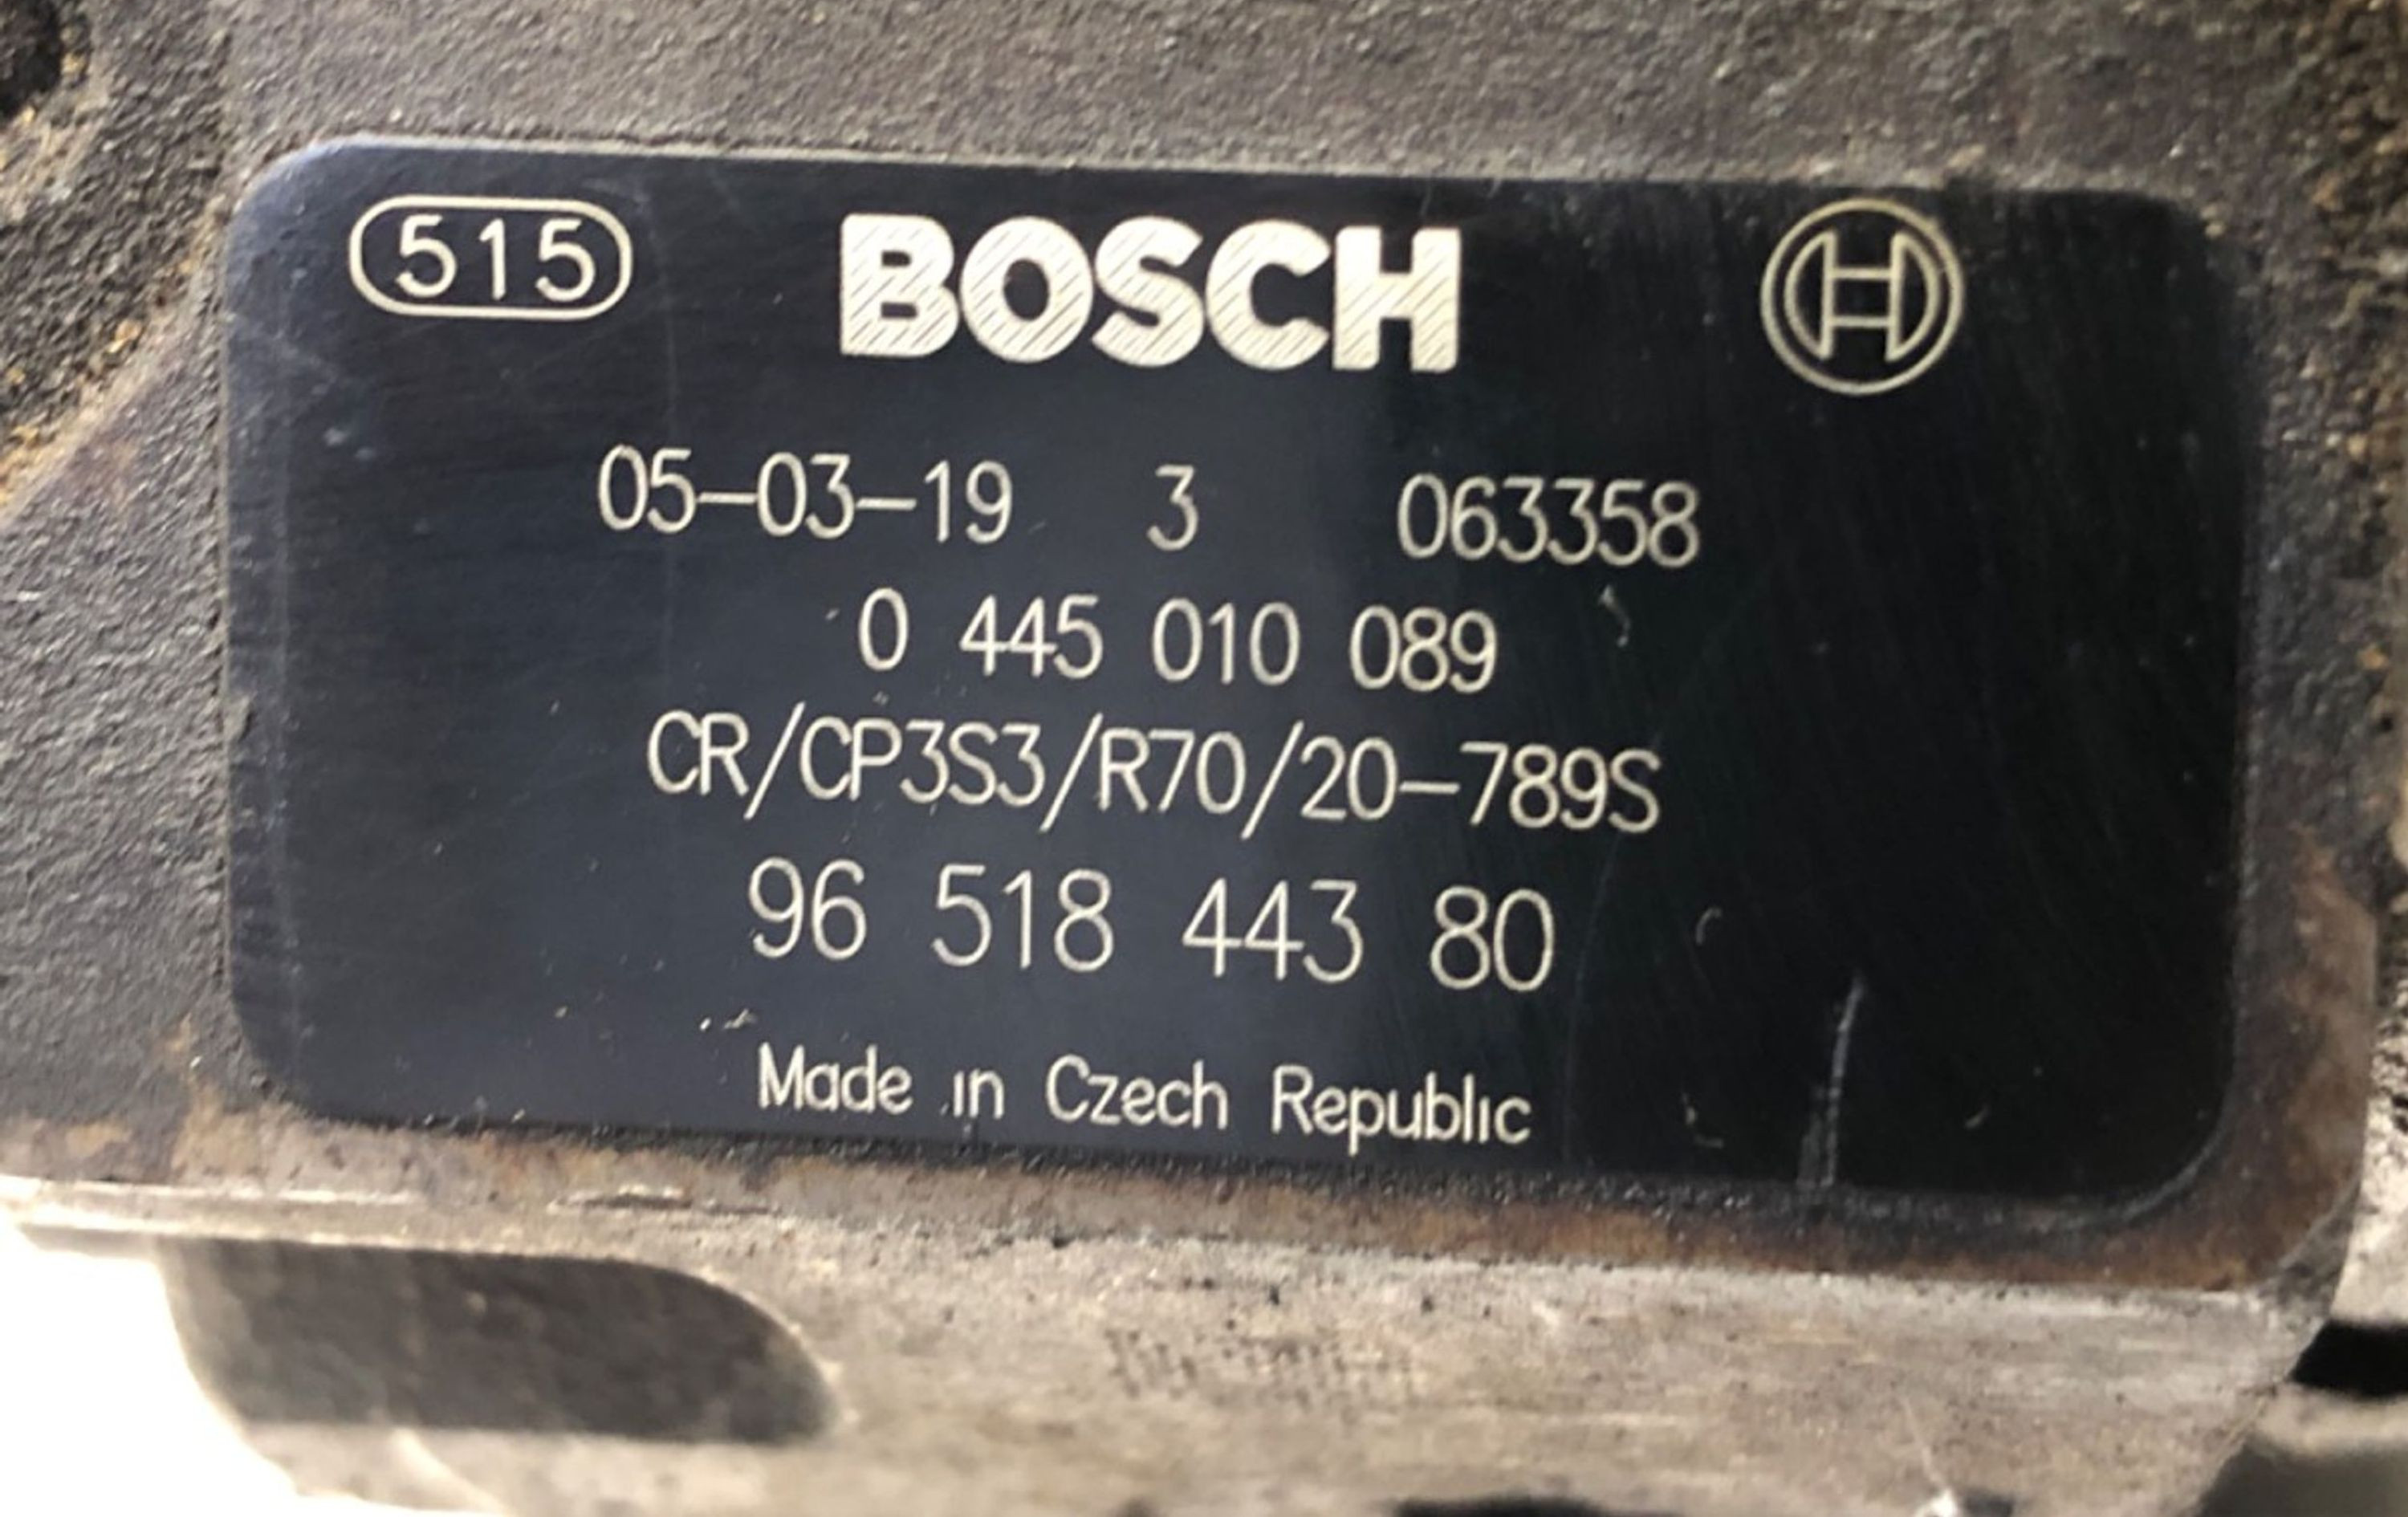 515 BOSCH
05-03-19 3 063358
0 445 010 089
CR/CP3S3/R70/20-789S
96 518 443 80
Made in Czech Republic